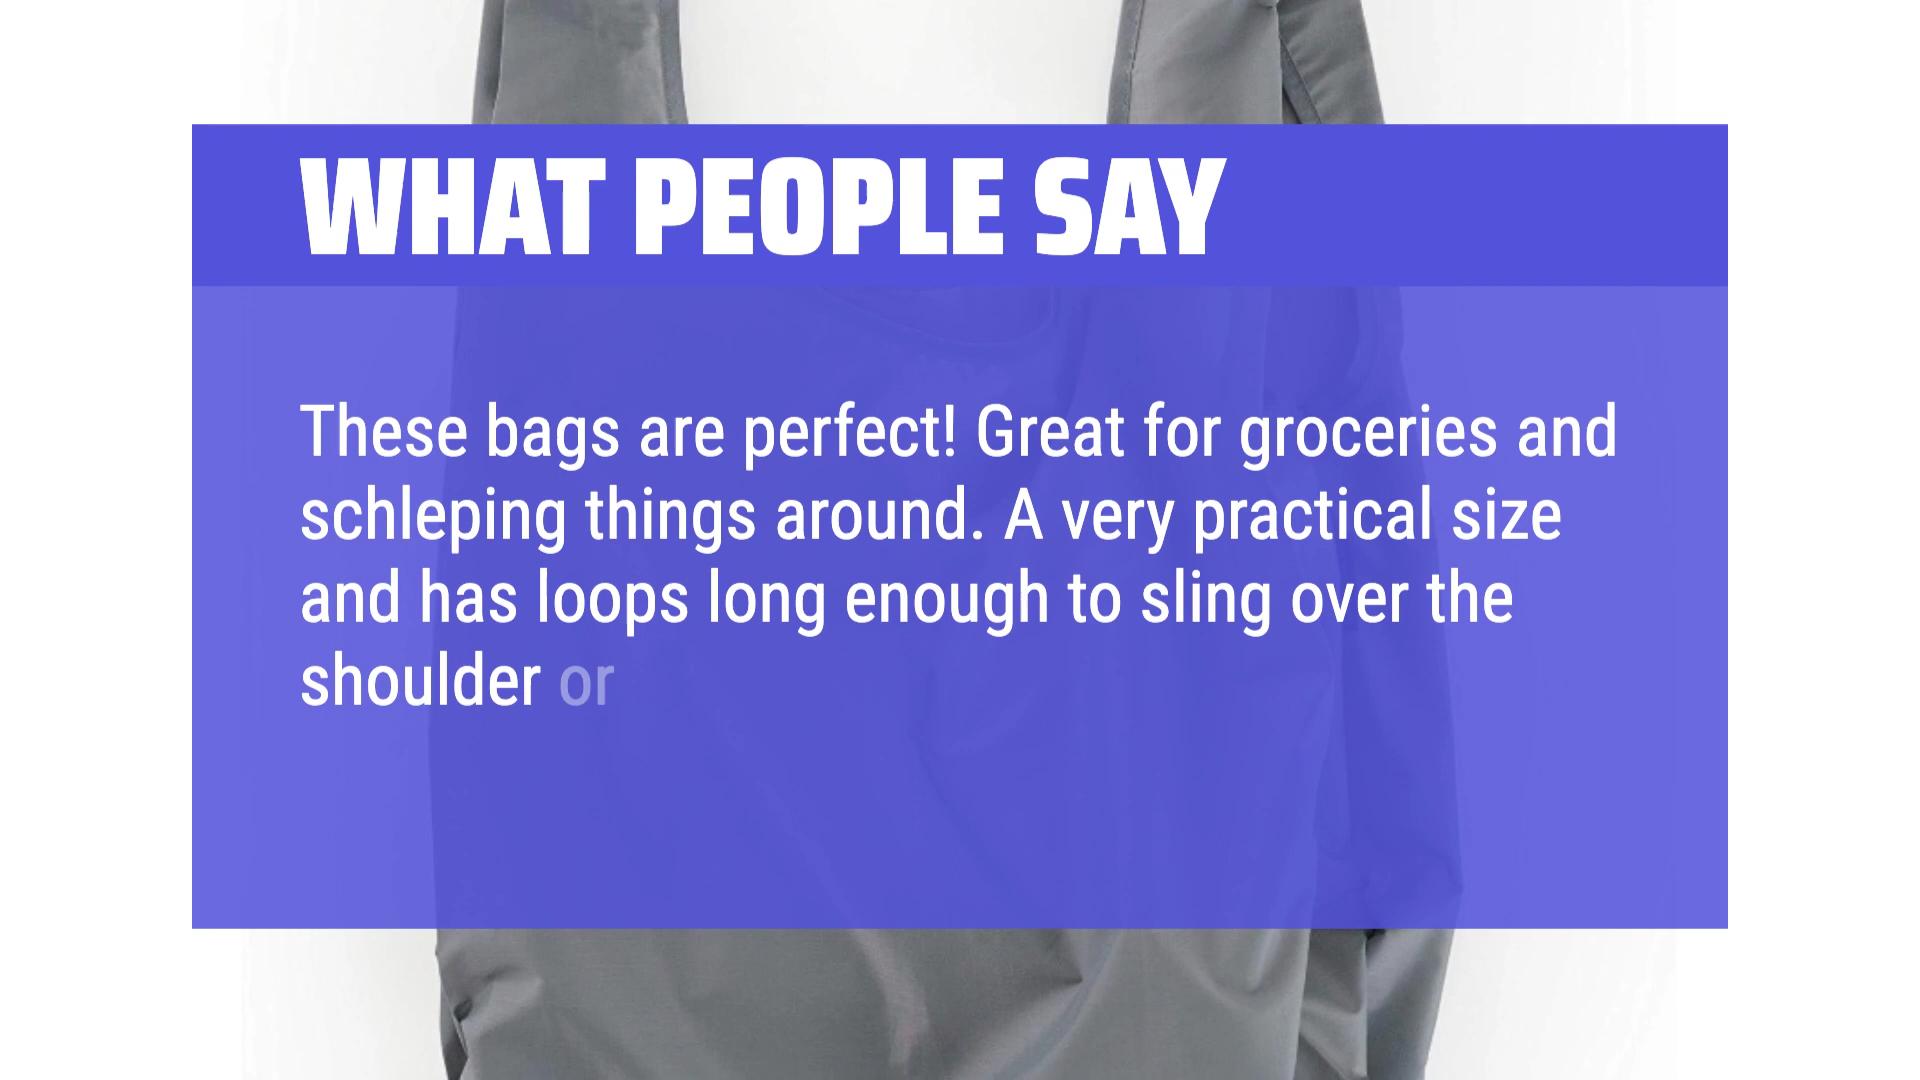 WHAT PEOPLE SAY
These bags are perfect! Great for groceries and
schleping things around. A very practical size
and has loops long enough to sling over the
shoulder or